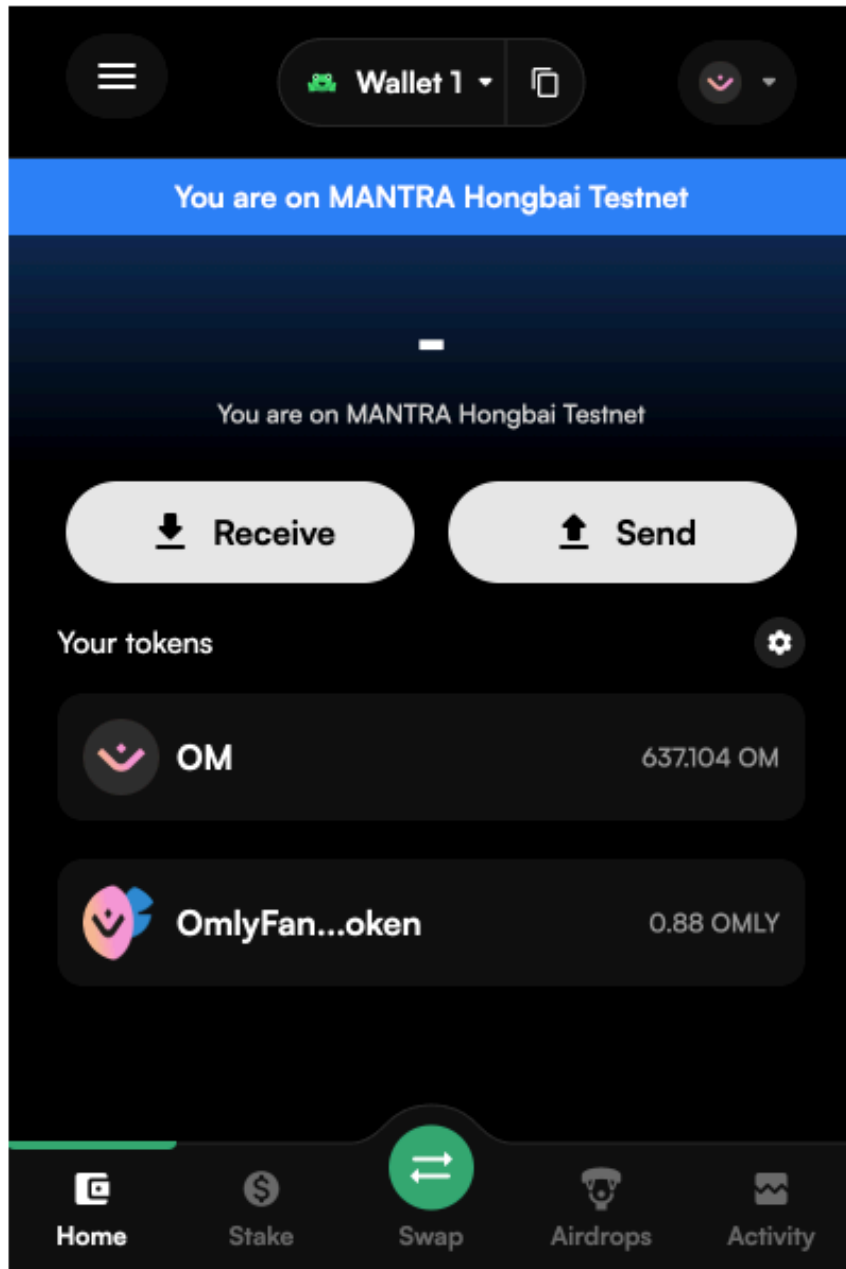 Wallet 1
You are on MANTRA Hongbai Testnet
-
You are on MANTRA Hongbai Testnet
Receive Send
Your tokens
OM 637.104 OM
OmlyFan...oken 0.88 OMLY
Home Stake Swap Airdrops Activity